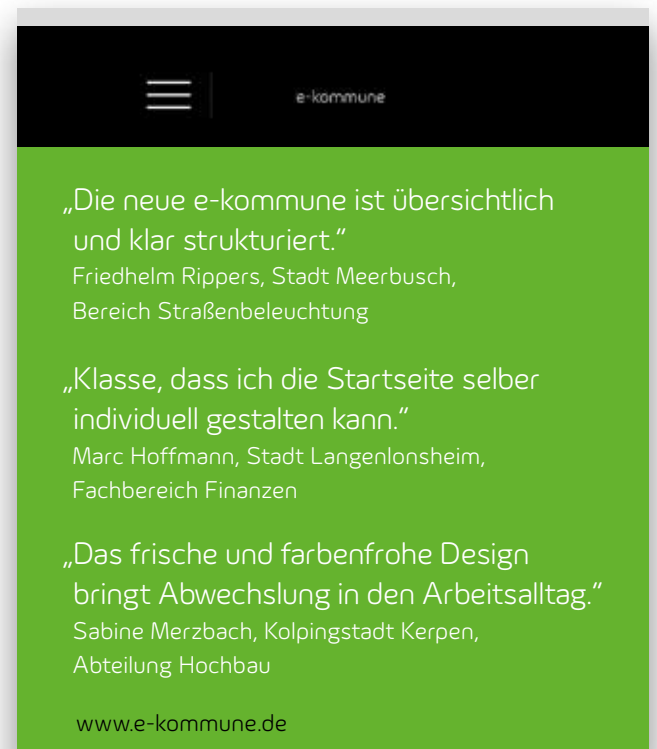 e-kommune
„Die neue e-kommune ist übersichtlich
und klar strukturiert.“
Friedhelm Rippers, Stadt Meerbusch,
Bereich Straßenbeleuchtung
„Klasse, dass ich die Startseite selber
individuell gestalten kann.“
Marc Hoffmann, Stadt Langenlonsheim,
Fachbereich Finanzen
„Das frische und farbenfrohe Design
bringt Abwechslung in den Arbeitsalltag.“
Sabine Merzbach, Kolpingstadt Kerpen,
Abteilung Hochbau
www.e-kommune.de